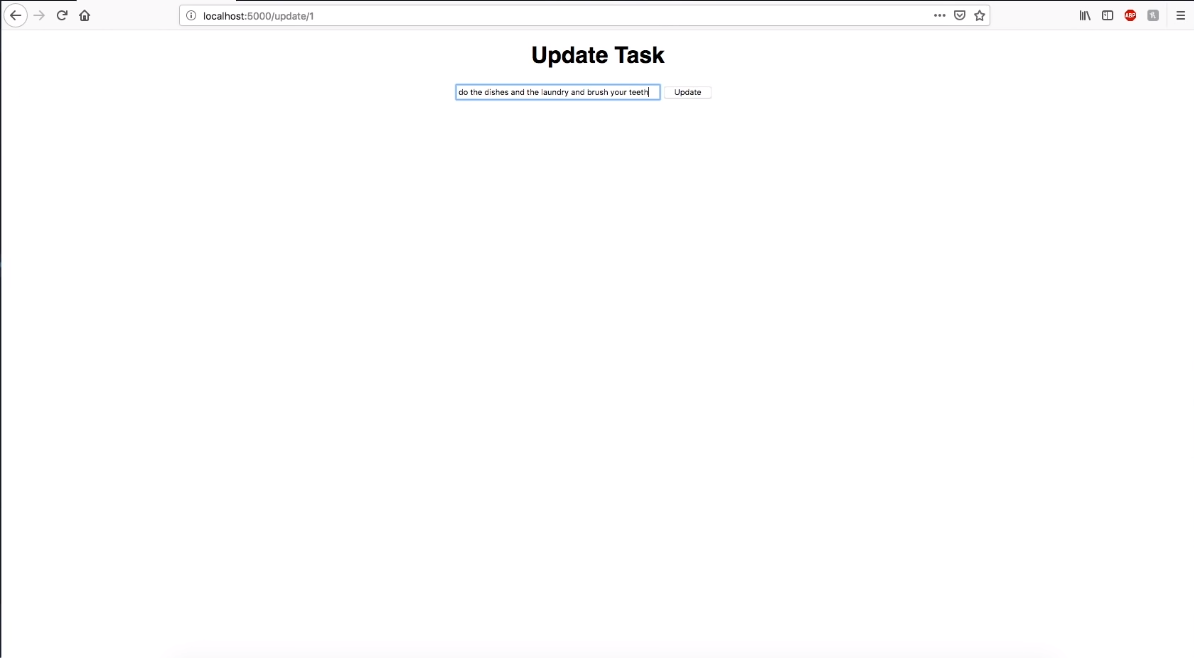 localhost:5000/update/1
ABP
Update Task
do the dishes and the laundry and brush your teeth
Update